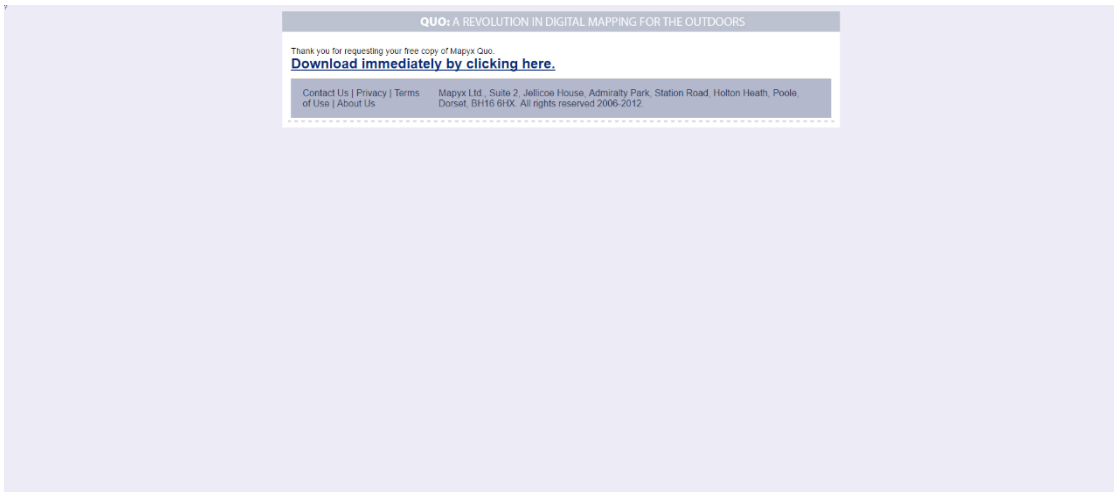 QUO: A REVOLUTION IN DIGITAL MAPPING FOR THE OUTDOORS
Thank you for requesting your free copy of Mapyx Quo.
Download immediately by clicking here.
Contact Us | Privacy | Terms
of Use | About Us
Mapyx Ltd., Suite 2, Jellicoe House, Admiralty Park, Station Road, Holton Heath, Poole,
Dorset, BH16 6HX. All rights reserved 2006-2012.